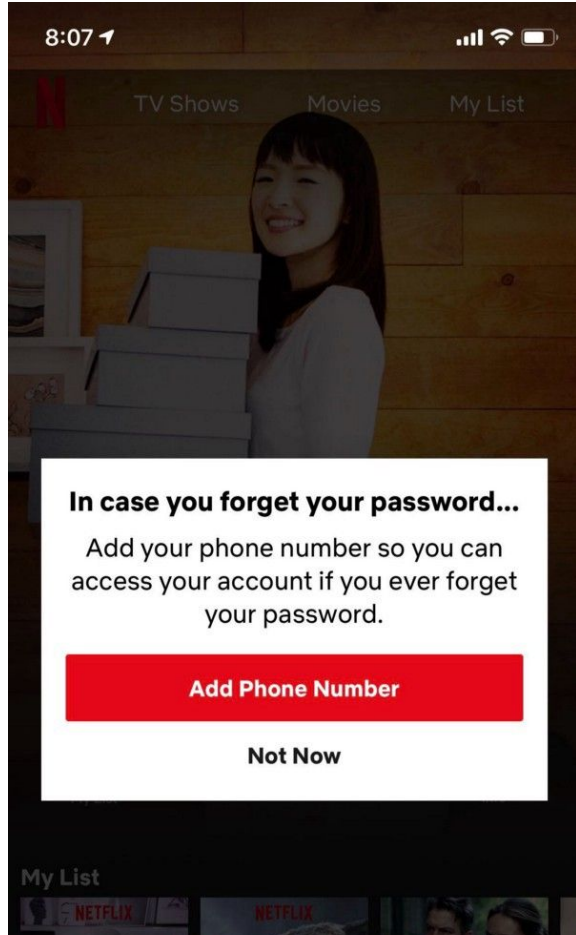 8:07
N
TV Shows Movies My List
In case you forget your password...
Add your phone number so you can
access your account if you ever forget
your password.
Add Phone Number
Not Now
My List
NETFLIX NETFLIX